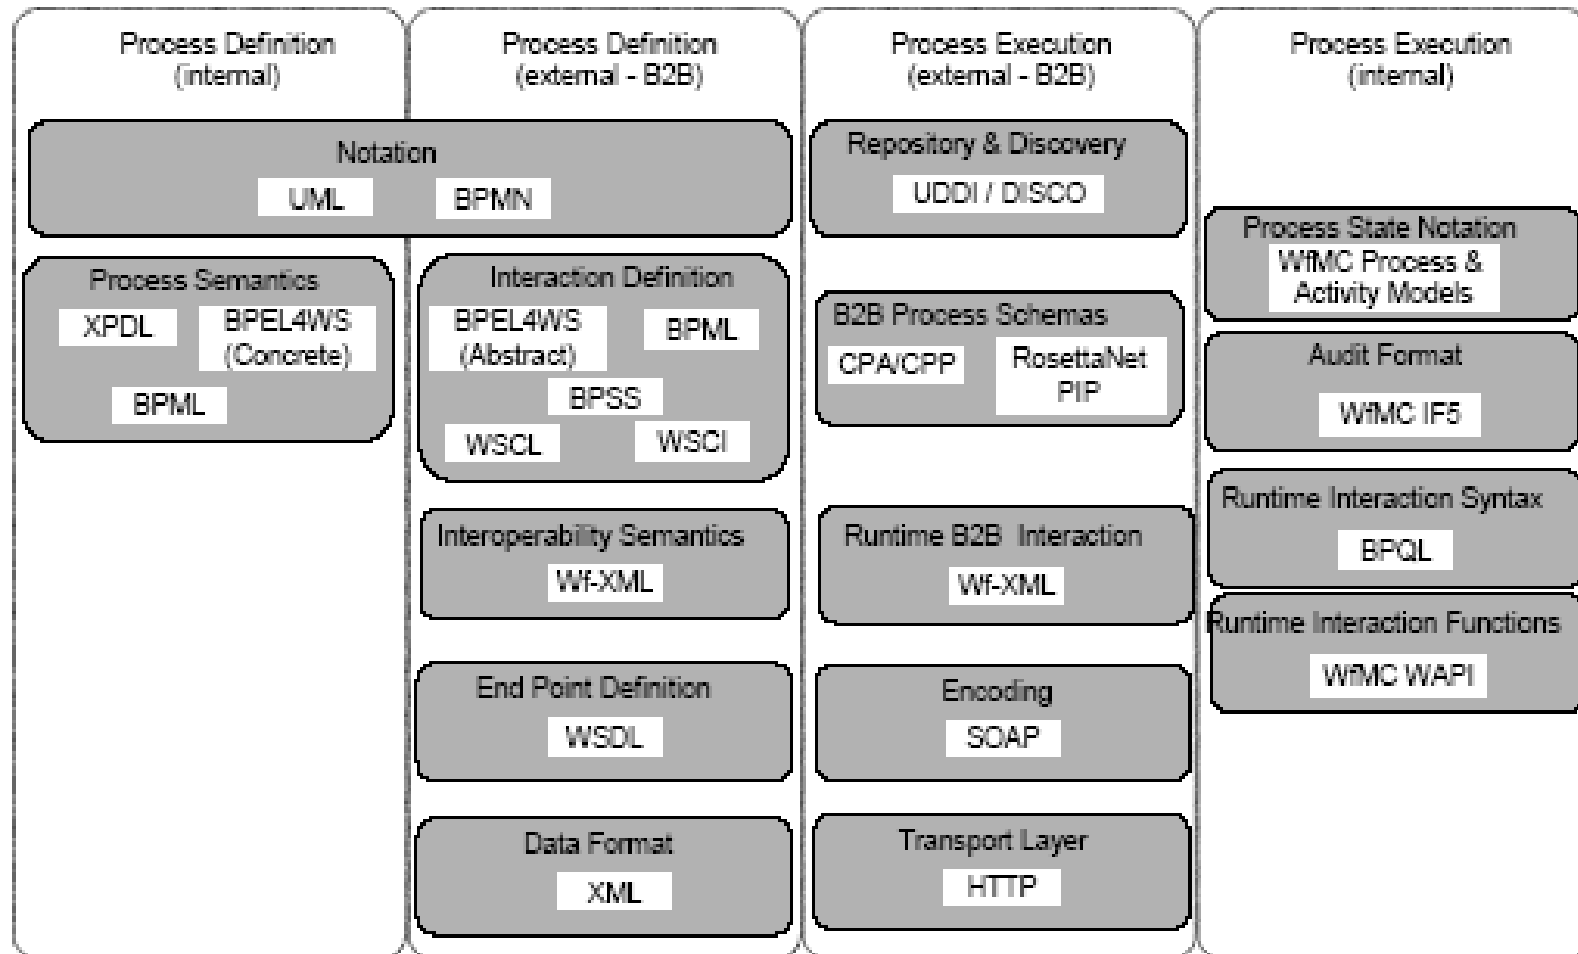 Process Definition
(internal)
Process Definition
(external - B2B)
Process Execution
(external - B2B)
Process Execution
(internal)
Notation
UML
BPMN
Process Semantics
XPDL
BPEL4WS
(Concrete)
BPML
Interaction Definition
BPEL4WS
(Abstract)
BPML
BPSS
WSCL
WSCI
Interoperability Semantics
Wf-XML
End Point Definition
WSDL
Data Format
XML
Repository & Discovery
UDDI / DISCO
B2B Process Schemas
CPA/CPP
RosettaNet
PIP
Runtime B2B Interaction
Wf-XML
Encoding
SOAP
Transport Layer
HTTP
Process State Notation
WfMC Process &
Activity Models
Audit Format
WfMC IF5
Runtime Interaction Syntax
BPQL
Runtime Interaction Functions
WfMC WAPI